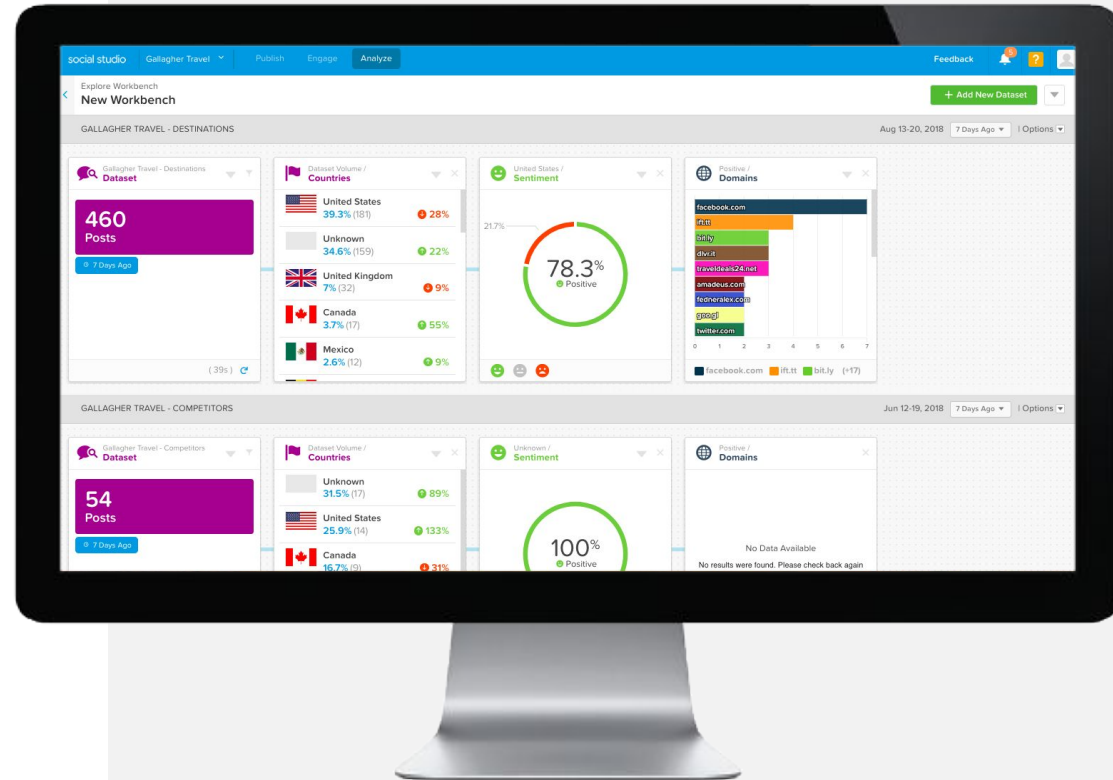 social studio Gallagher Travel Publish Engage Analyze Feedback 5 ?
Explore Workbench
New Workbench
+ Add New Dataset
GALLAGHER TRAVEL - DESTINATIONS
Aug 13-20, 2018 7 Days Ago | Options
Gallagher Travel - Destinations
Dataset
460
Posts
7 Days Ago
(39s)
Dataset Volume /
Countries
United States
39.3% (181) 28%
Unknown
34.6% (159) 22%
United Kingdom
7% (32) 9%
Canada
3.7% (17) 55%
Mexico
2.6% (12) 9%
United States /
Sentiment
21.7%
78.3%
Positive
Positive /
Domains
facebook.com
ift.tt
bit.ly
dlvr.it
traveldeals24.net
amadeus.com
fedneralex.com
goo.gl
twitter.com
0 1 2 3 4 5 6 7
facebook.com ift.tt bit.ly (+17)
GALLAGHER TRAVEL - COMPETITORS
Jun 12-19, 2018 7 Days Ago | Options
Gallagher Travel - Competitors
Dataset
54
Posts
7 Days Ago
Dataset Volume /
Countries
Unknown
31.5% (17) 89%
United States
25.9% (14) 133%
Canada
16.7% (9) 31%
Unknown /
Sentiment
100%
Positive
Positive /
Domains
No Data Available
No results were found. Please check back again